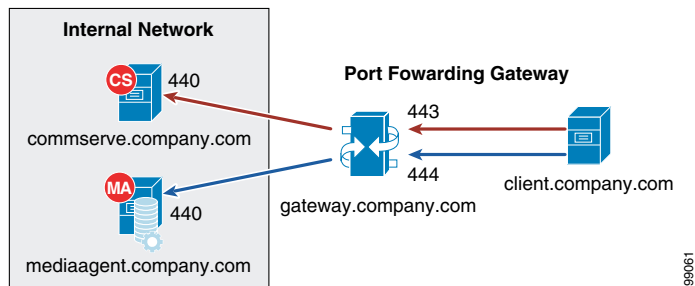 Internal Network
CS
440
commserve.company.com
MA
440
mediaagent.company.com
Port Fowarding Gateway
443
444
gateway.company.com
client.company.com
99061